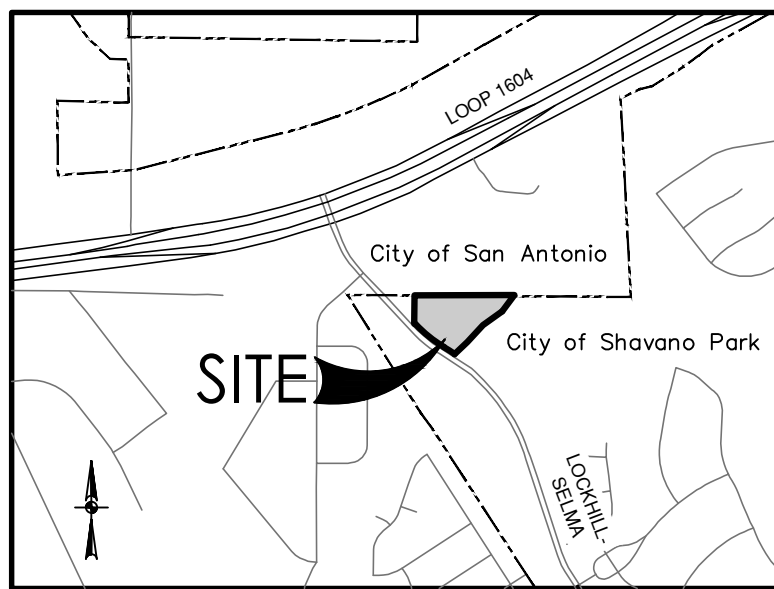 LOOP 1604
City of San Antonio
City of Shavano Park
SITE
LOCKHILL-
SELMA